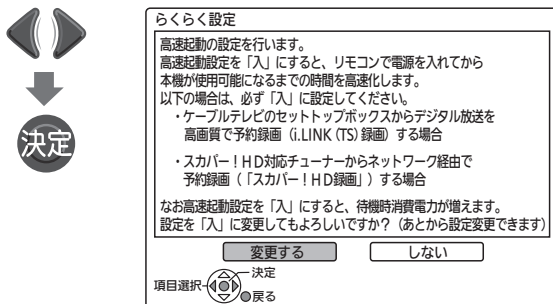 決定
らくらく設定
高速起動の設定を行います。
高速起動設定を「入」にすると、リモコンで電源を入れてから
本機が使用可能になるまでの時間を高速化します。
以下の場合は、必ず「入」に設定してください。
・ケーブルテレビのセットトップボックスからデジタル放送を
高画質で予約録画（i.LINK（TS）録画）する場合
・スカパー！ＨＤ対応チューナーからネットワーク経由で
予約録画（「スカパー！ＨＤ録画」）する場合
なお高速起動設定を「入」にすると、待機時消費電力が増えます。
設定を「入」に変更してもよろしいですか？（あとから設定変更できます）
変更する しない
決定
項目選択
戻る